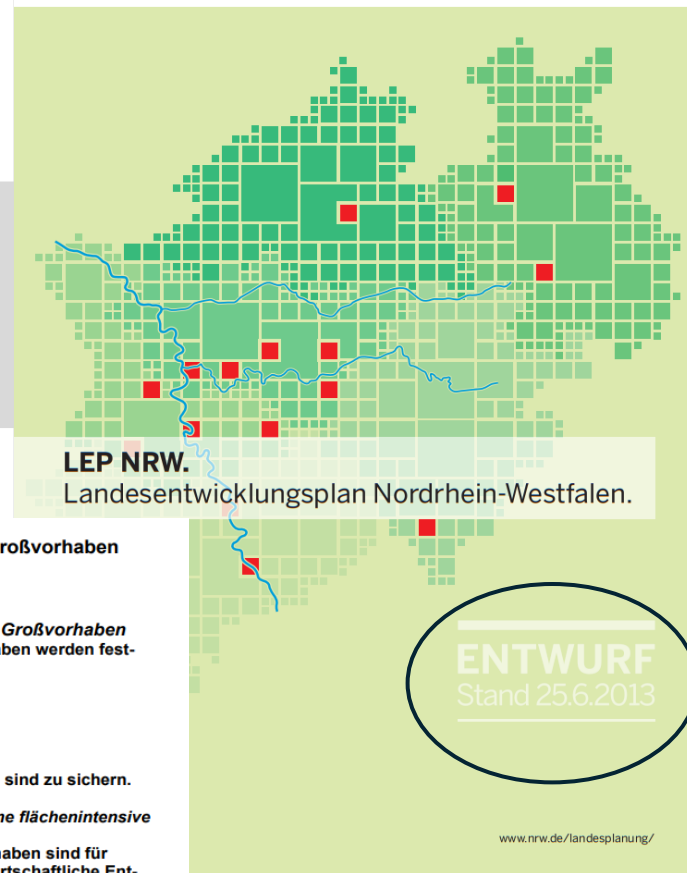 LEP NRW.
Landesentwicklungsplan Nordrhein-Westfalen.
roßvorhaben
Großvorhaben
aben werden fest-
ENTWURF
Stand 25.6.2013
sind zu sichern.
ne flächenintensive
www.nrw.de/landesplanung/
haben sind für
rtschaftliche Ent-